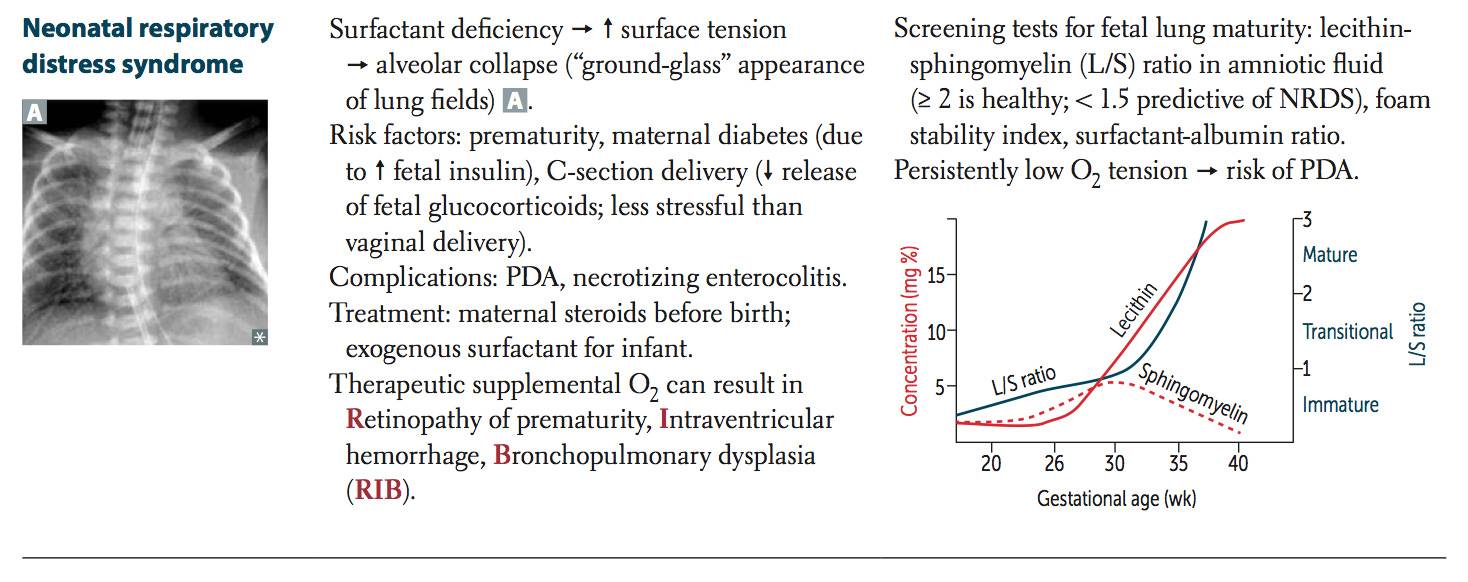 Neonatal respiratory
distress syndrome
A
*
Surfactant deficiency → ↑ surface tension
→ alveolar collapse (“ground-glass” appearance
of lung fields) A.
Risk factors: prematurity, maternal diabetes (due
to ↑ fetal insulin), C-section delivery (↓ release
of fetal glucocorticoids; less stressful than
vaginal delivery).
Complications: PDA, necrotizing enterocolitis.
Treatment: maternal steroids before birth;
exogenous surfactant for infant.
Therapeutic supplemental O₂ can result in
Retinopathy of prematurity, Intraventricular
hemorrhage, Bronchopulmonary dysplasia
(RIB).
Screening tests for fetal lung maturity: lecithin-
sphingomyelin (L/S) ratio in amniotic fluid
(≥ 2 is healthy; < 1.5 predictive of NRDS), foam
stability index, surfactant-albumin ratio.
Persistently low O₂ tension → risk of PDA.
Concentration (mg %)
15
10
5
L/S ratio
Lecithin
Sphingomyelin
3
Mature
2
Transitional
1
Immature
L/S ratio
20 26 30 35 40
Gestational age (wk)